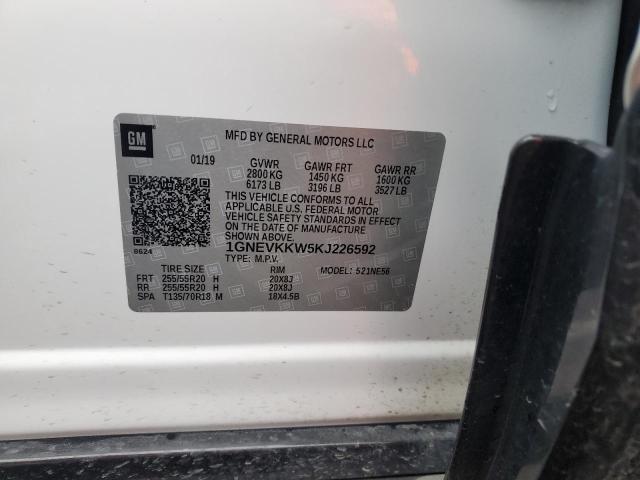 GM
MFD BY GENERAL MOTORS LLC
01/19 GVWR GAWR FRT GAWR RR
2800 KG 1450 KG 1600 KG
6173 LB 3196 LB 3527 LB
THIS VEHICLE CONFORMS TO ALL
APPLICABLE U.S. FEDERAL MOTOR
VEHICLE SAFETY STANDARDS IN EFFECT
ON THE DATE OF MANUFACTURE
SHOWN ABOVE.
8624
1GNEVKKW5KJ226592
TYPE: M.P.V.
TIRE SIZE RIM MODEL: 521NE56
FRT 255/55R20 H 20X8J
RR 255/55R20 H 20X8J
SPA T135/70R18 M 18X4.5B